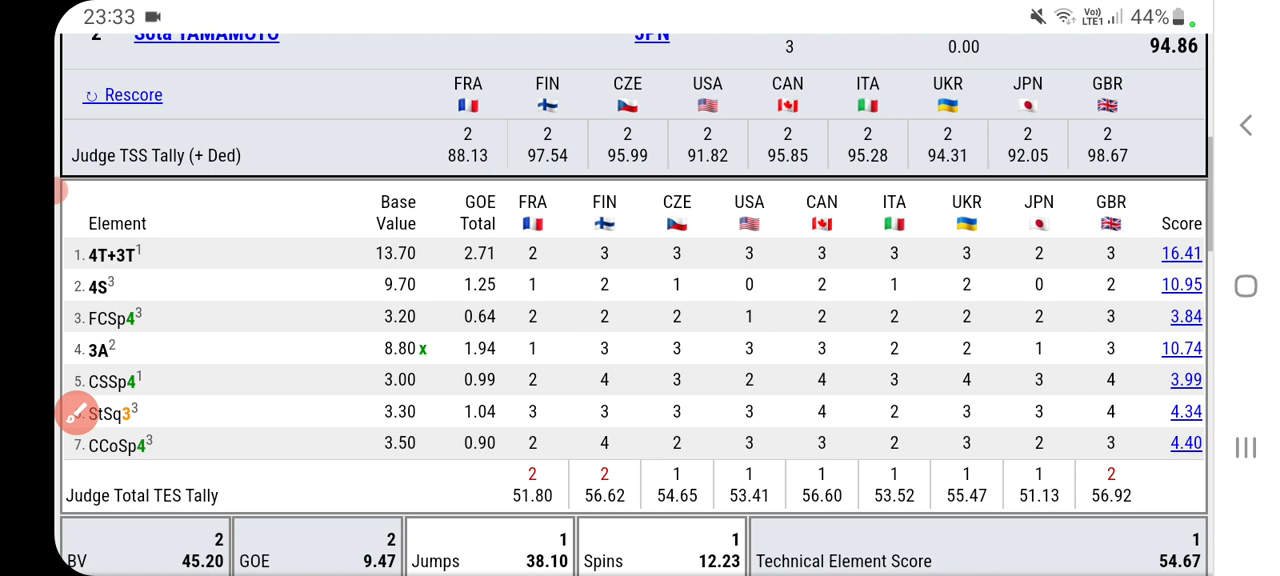 23:33 Vo)) LTE1 44%
2 Sota YAMAMOTO JPN 3 0.00 94.86
↻ Rescore FRA FIN CZE USA CAN ITA UKR JPN GBR
2 2 2 2 2 2 2 2 2
Judge TSS Tally (+ Ded) 88.13 97.54 95.99 91.82 95.85 95.28 94.31 92.05 98.67
Element Base Value GOE Total FRA FIN CZE USA CAN ITA UKR JPN GBR Score
1. 4T+3T1 13.70 2.71 2 3 3 3 3 3 3 2 3 16.41
2. 4S3 9.70 1.25 1 2 1 0 2 1 2 0 2 10.95
3. FCSp43 3.20 0.64 2 2 2 1 2 2 2 2 3 3.84
4. 3A2 8.80 x 1.94 1 3 3 3 3 2 2 1 3 10.74
5. CSSp41 3.00 0.99 2 4 3 2 4 3 4 3 4 3.99
StSq33 3.30 1.04 3 3 3 3 4 2 3 3 4 4.34
7. CCoSp43 3.50 0.90 2 4 2 3 3 2 3 2 3 4.40
2 2 1 1 1 1 1 1 2
Judge Total TES Tally 51.80 56.62 54.65 53.41 56.60 53.52 55.47 51.13 56.92
2 2 1 1 1
BV 45.20 GOE 9.47 Jumps 38.10 Spins 12.23 Technical Element Score 54.67